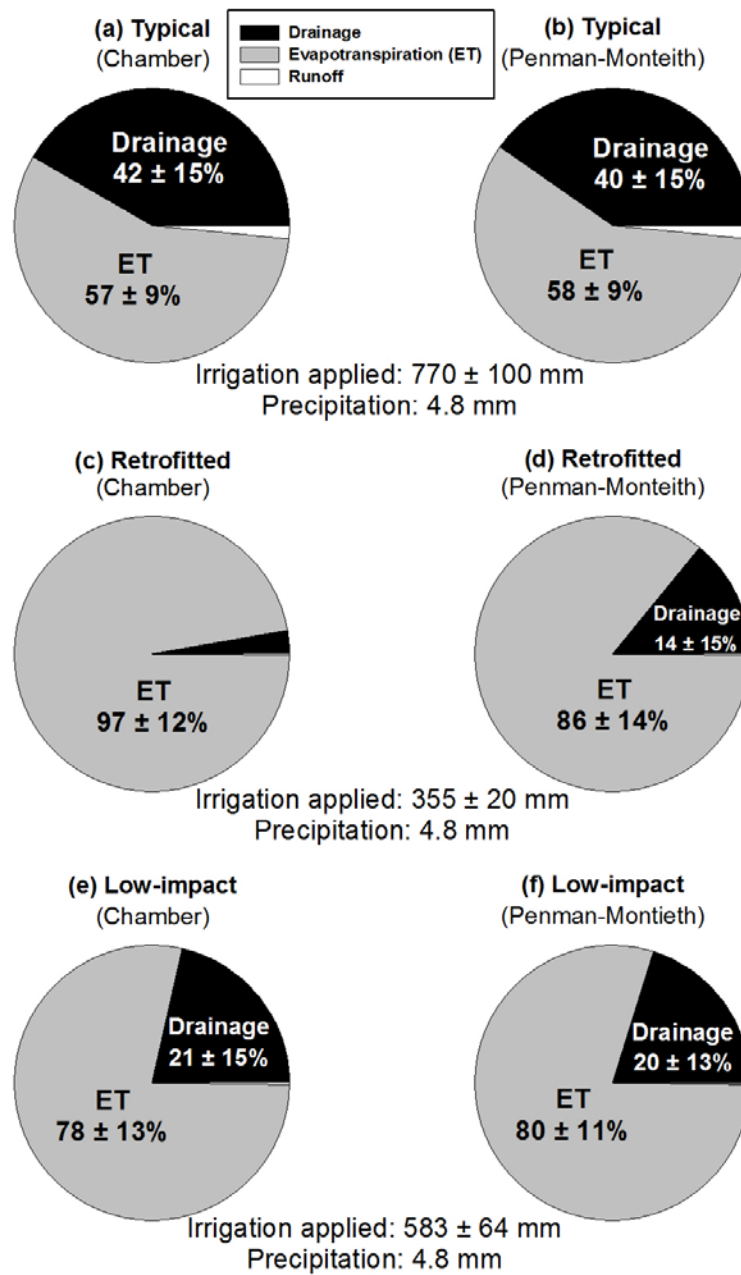 (a) Typical
(Chamber)
Drainage
Evapotranspiration (ET)
Runoff
(b) Typical
(Penman-Monteith)
Drainage
42 ± 15%
ET
57 ± 9%
Drainage
40 ± 15%
ET
58 ± 9%
Irrigation applied: 770 ± 100 mm
Precipitation: 4.8 mm
(c) Retrofitted
(Chamber)
(d) Retrofitted
(Penman-Monteith)
ET
97 ± 12%
Drainage
14 ± 15%
ET
86 ± 14%
Irrigation applied: 355 ± 20 mm
Precipitation: 4.8 mm
(e) Low-impact
(Chamber)
(f) Low-impact
(Penman-Montieth)
Drainage
21 ± 15%
ET
78 ± 13%
Drainage
20 ± 13%
ET
80 ± 11%
Irrigation applied: 583 ± 64 mm
Precipitation: 4.8 mm